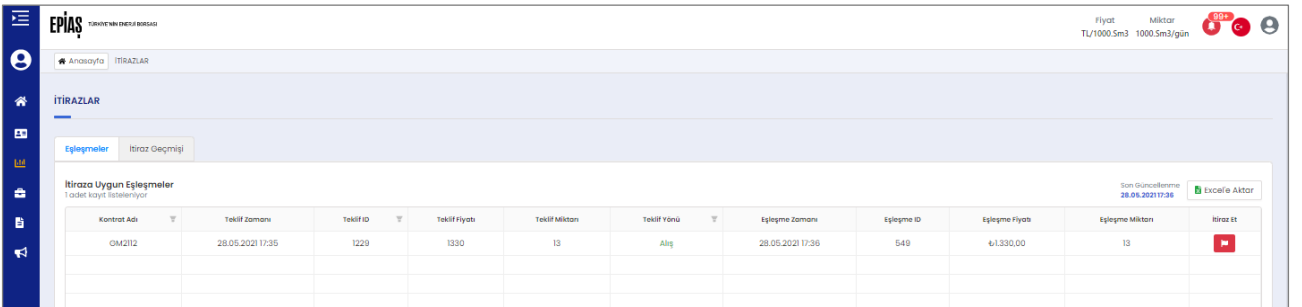 EPİAŞ TÜRKİYE'NİN ENERJİ BORSASI
Fiyat Miktar 99+
TL/1000.Sm3 1000.Sm3/gün
Anasayfa İTİRAZLAR
İTİRAZLAR
Eşleşmeler İtiraz Geçmişi
İtiraza Uygun Eşleşmeler
1 adet kayıt listeleniyor
Son Güncellenme
28.05.2021 17:36
Excel'e Aktar
Kontrat Adı Teklif Zamanı Teklif ID Teklif Fiyatı Teklif Miktarı Teklif Yönü Eşleşme Zamanı Eşleşme ID Eşleşme Fiyatı Eşleşme Miktarı İtiraz Et
GM2112 28.05.2021 17:35 1229 1330 13 Alış 28.05.2021 17:36 549 ₺1.330,00 13